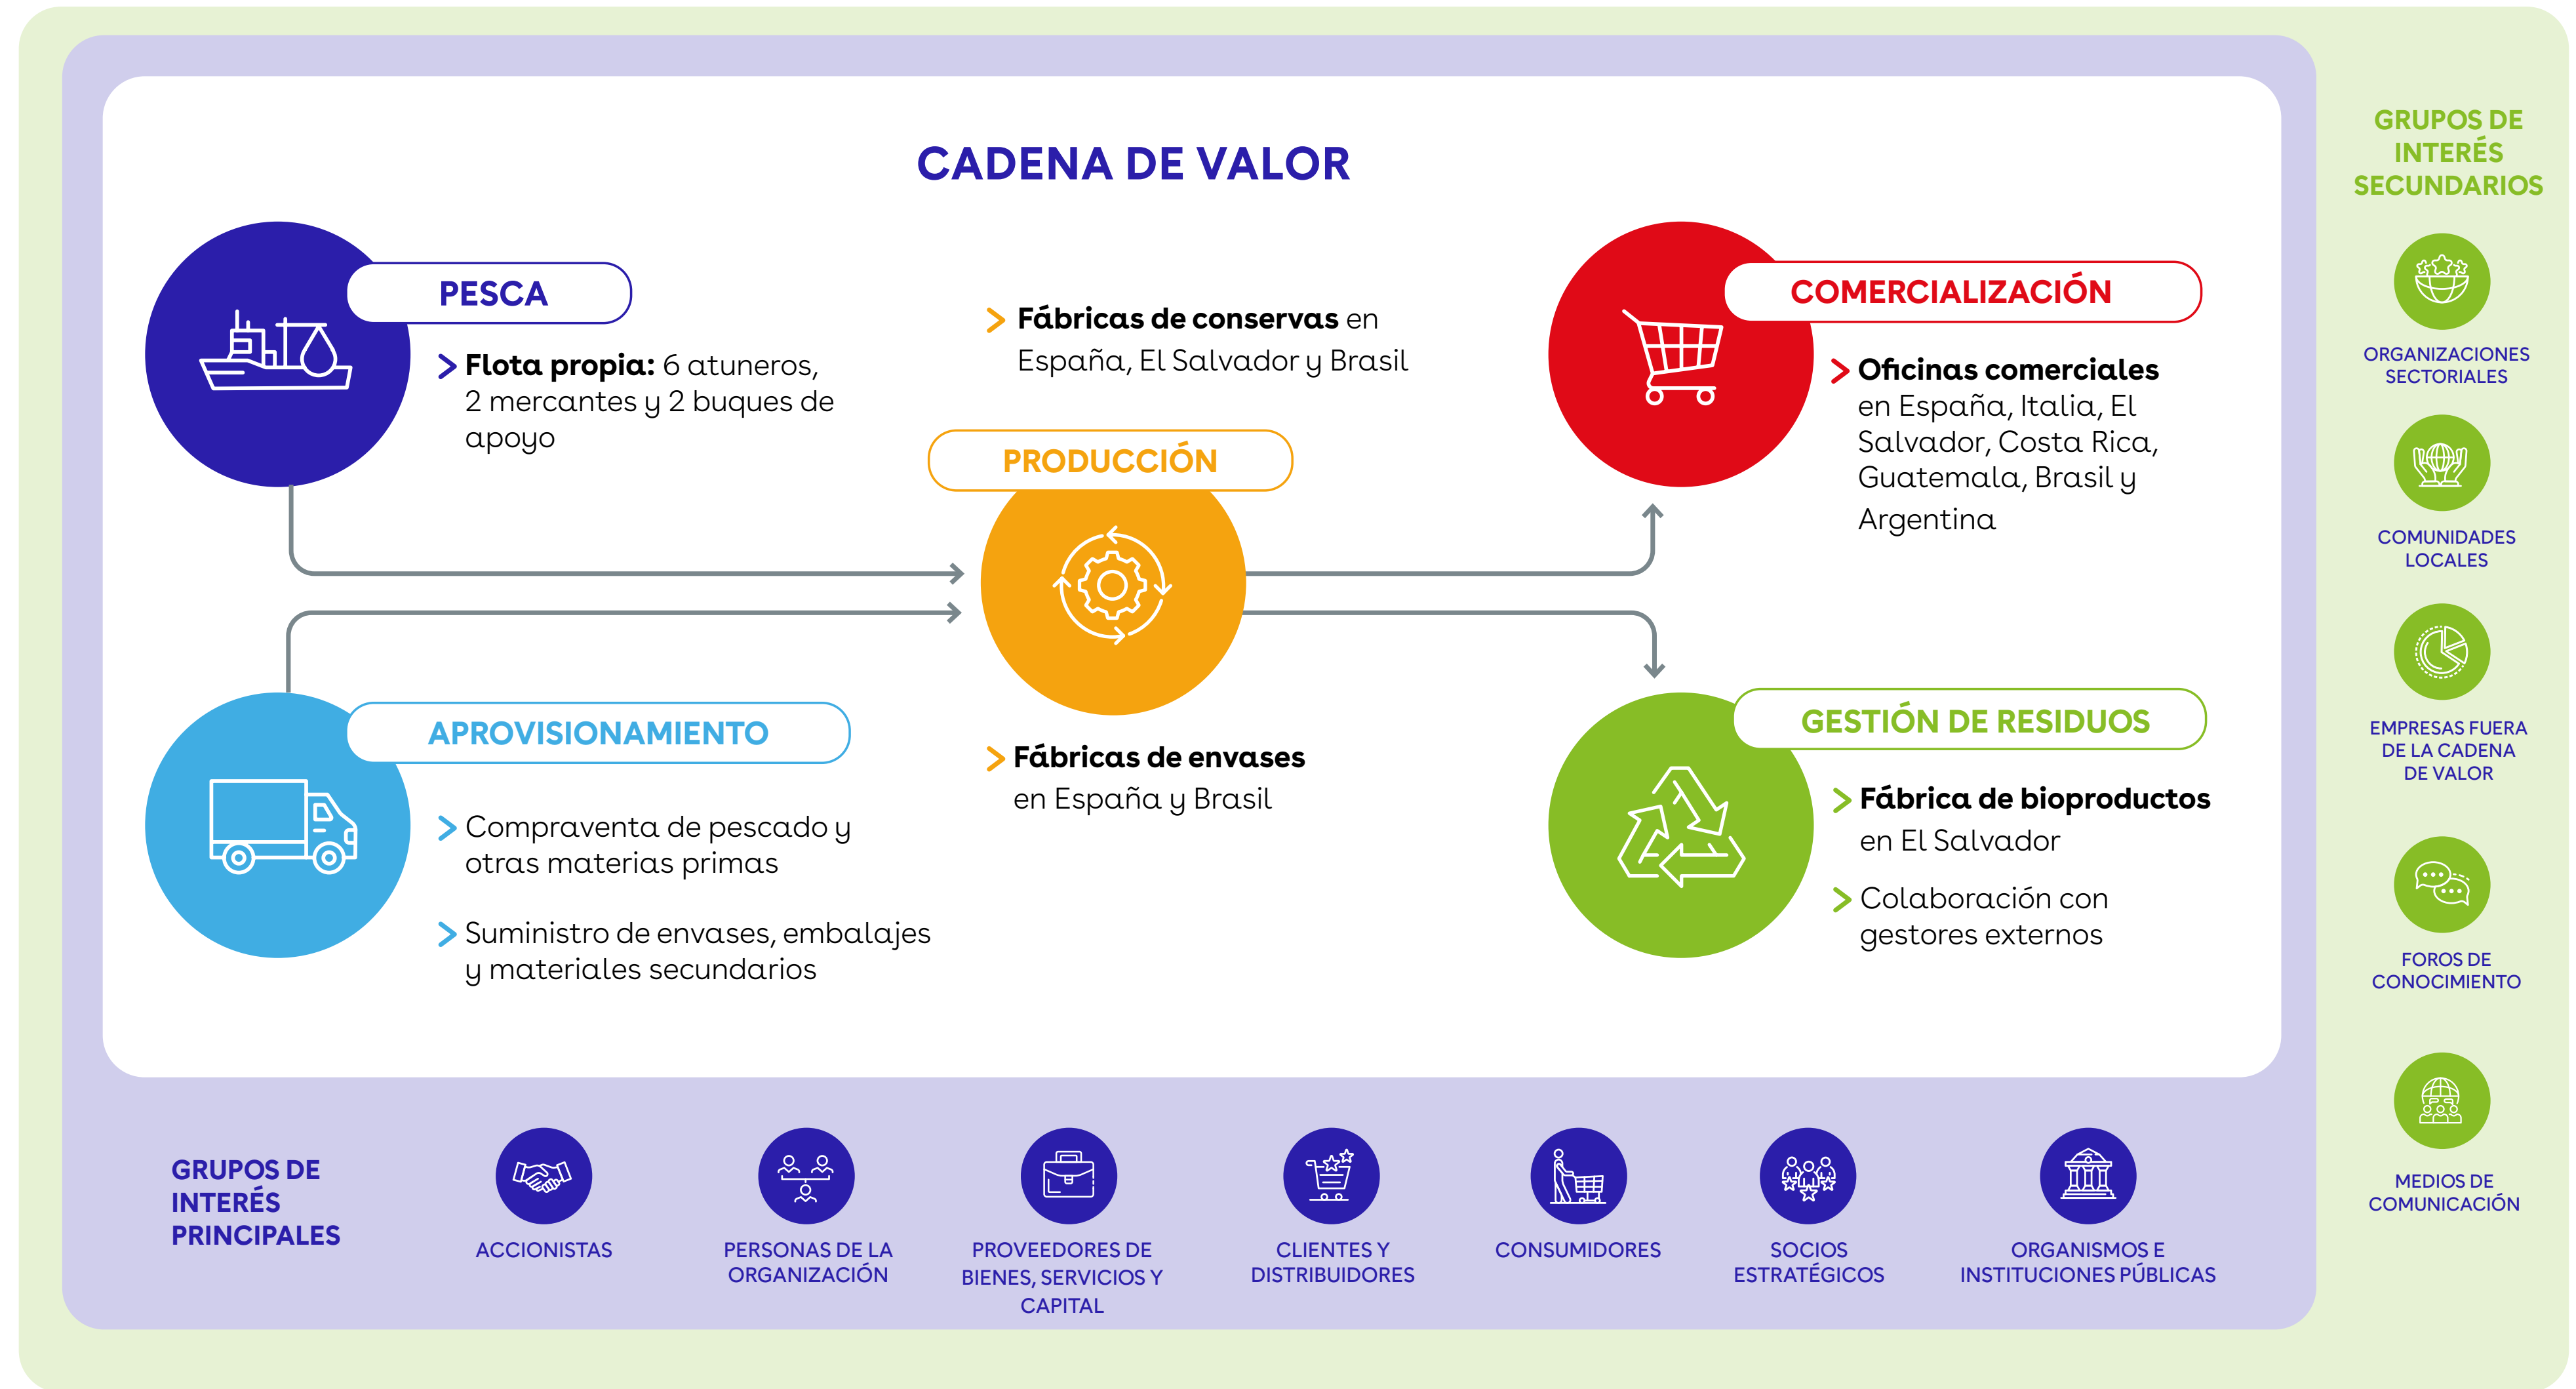 CADENA DE VALOR
PESCA
Flota propia: 6 atuneros,
2 mercantes y 2 buques de
apoyo
Fábricas de conservas en
España, El Salvador y Brasil
PRODUCCIÓN
Fábricas de envases
en España y Brasil
COMERCIALIZACIÓN
Oficinas comerciales
en España, Italia, El
Salvador, Costa Rica,
Guatemala, Brasil y
Argentina
APROVISIONAMIENTO
Compraventa de pescado y
otras materias primas
Suministro de envases, embalajes
y materiales secundarios
GESTIÓN DE RESIDUOS
Fábrica de bioproductos
en El Salvador
Colaboración con
gestores externos
GRUPOS DE
INTERÉS
PRINCIPALES
ACCIONISTAS
PERSONAS DE LA
ORGANIZACIÓN
PROVEEDORES DE
BIENES, SERVICIOS Y
CAPITAL
CLIENTES Y
DISTRIBUIDORES
CONSUMIDORES
SOCIOS
ESTRATÉGICOS
ORGANISMOS E
INSTITUCIONES PÚBLICAS
GRUPOS DE
INTERÉS
SECUNDARIOS
ORGANIZACIONES
SECTORIALES
COMUNIDADES
LOCALES
EMPRESAS FUERA
DE LA CADENA
DE VALOR
FOROS DE
CONOCIMIENTO
MEDIOS DE
COMUNICACIÓN